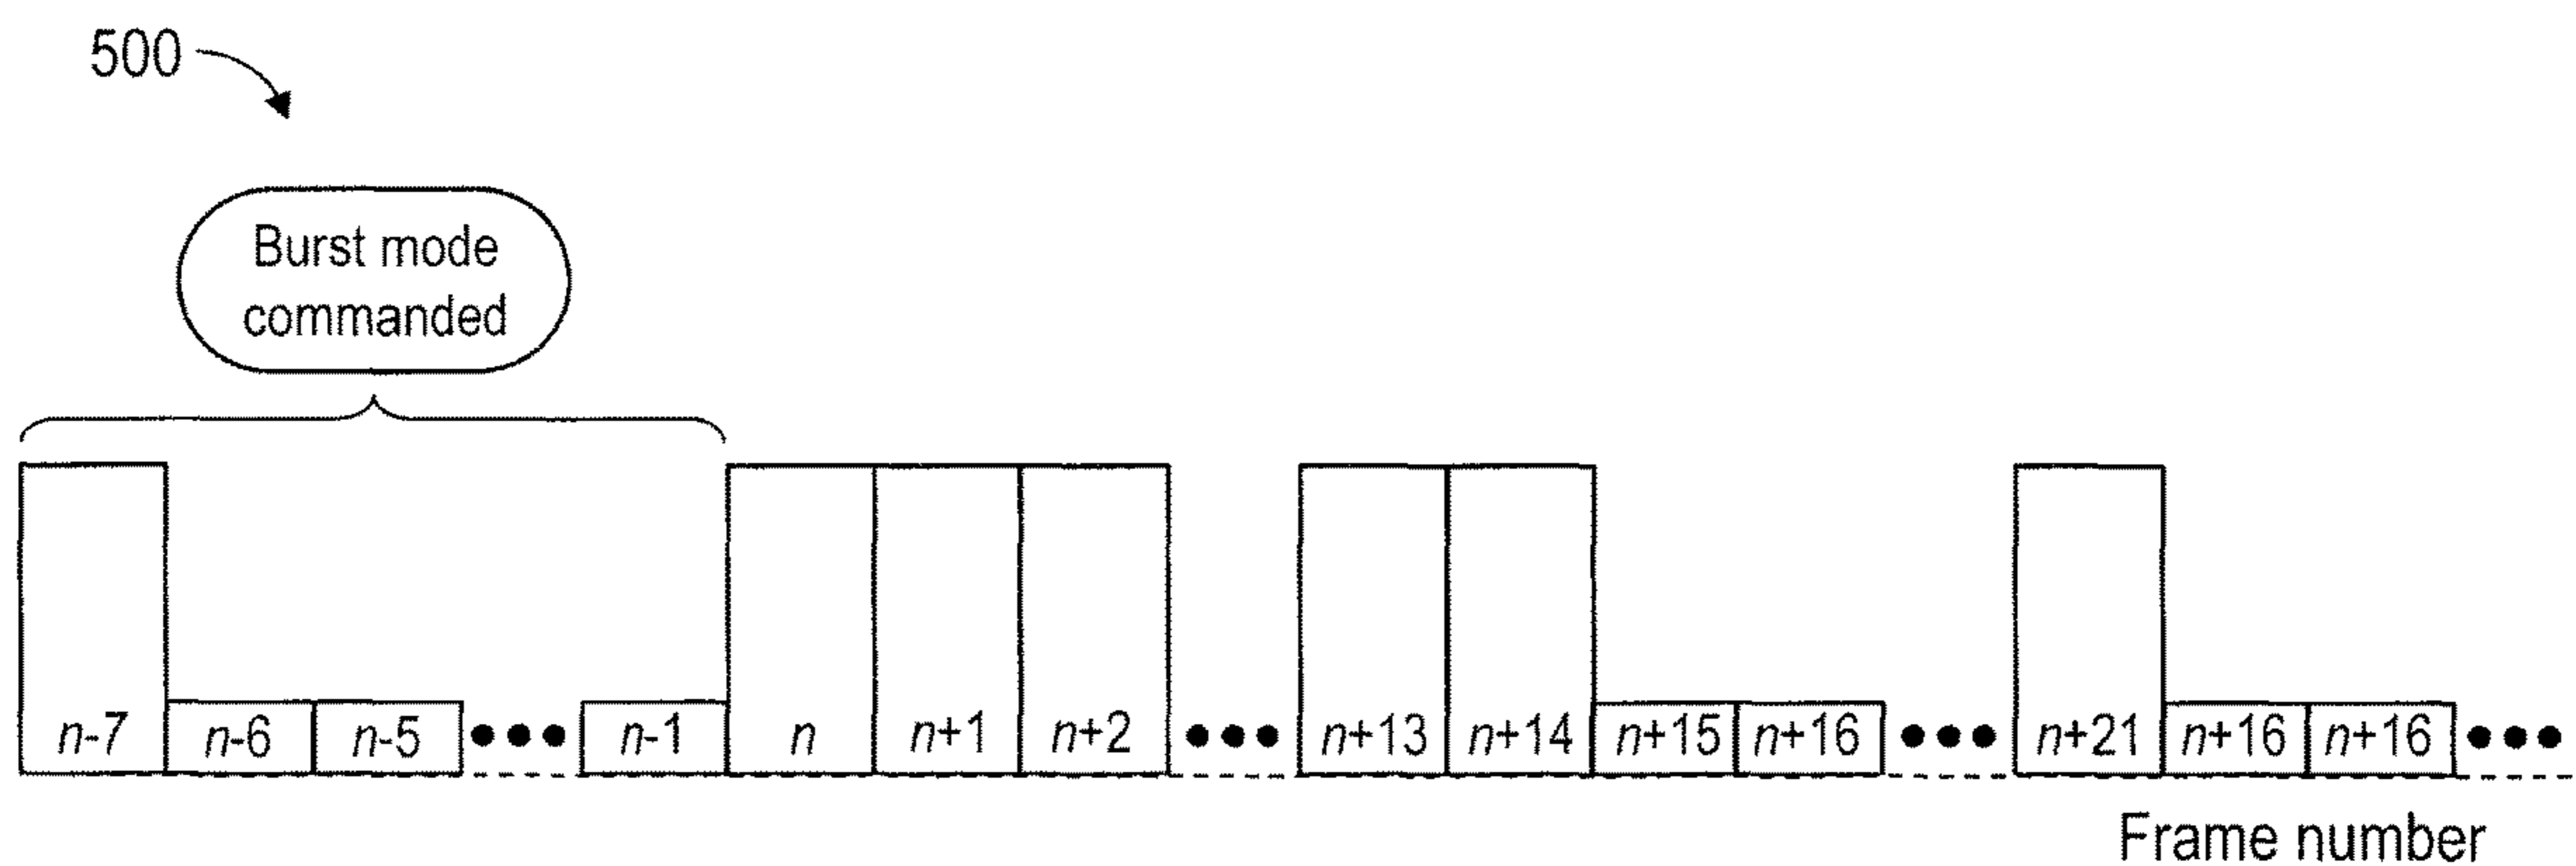 500
Burst mode
commanded
n-7 n-6 n-5 ●●● n-1 n n+1 n+2 ●●● n+13 n+14 n+15 n+16 ●●● n+21 n+16 n+16 ●●●
Frame number